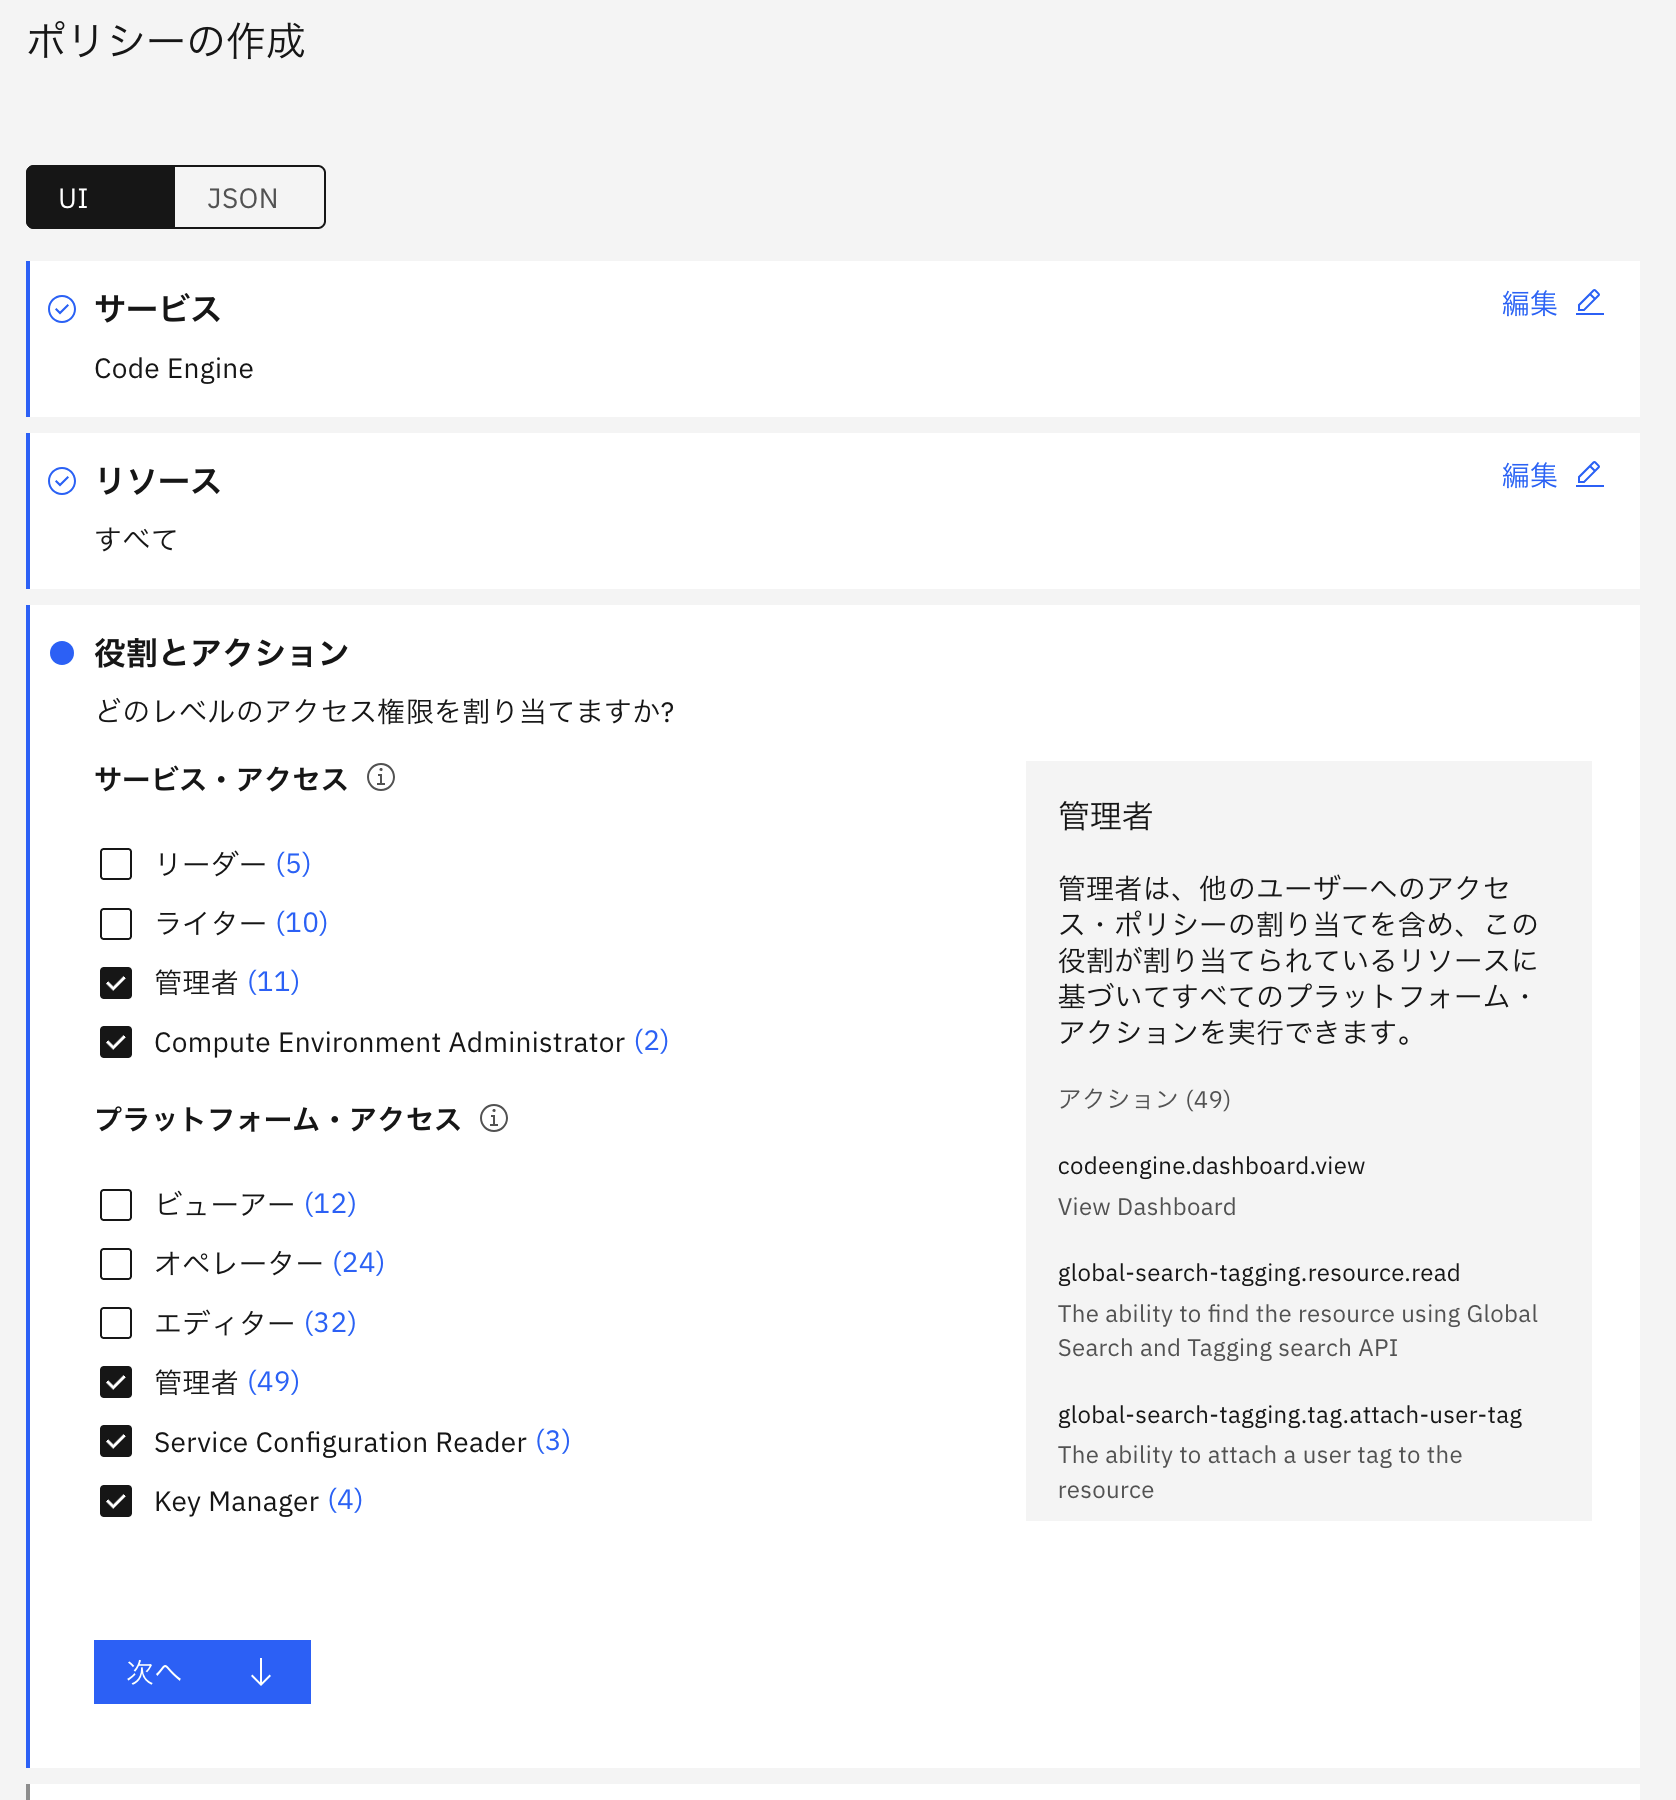 ポリシーの作成
UI
JSON
サービス
編集
Code Engine
リソース
編集
すべて
役割とアクション
どのレベルのアクセス権限を割り当てますか?
サービス・アクセス
リーダー (5)
ライター (10)
管理者 (11)
Compute Environment Administrator (2)
プラットフォーム・アクセス
ビューアー (12)
オペレーター (24)
エディター (32)
管理者 (49)
Service Configuration Reader (3)
Key Manager (4)
管理者
管理者は、他のユーザーへのアクセ
ス・ポリシーの割り当てを含め、この
役割が割り当てられているリソースに
基づいてすべてのプラットフォーム・
アクションを実行できます。
アクション (49)
codeengine.dashboard.view
View Dashboard
global-search-tagging.resource.read
The ability to find the resource using Global
Search and Tagging search API
global-search-tagging.tag.attach-user-tag
The ability to attach a user tag to the
resource
次へ